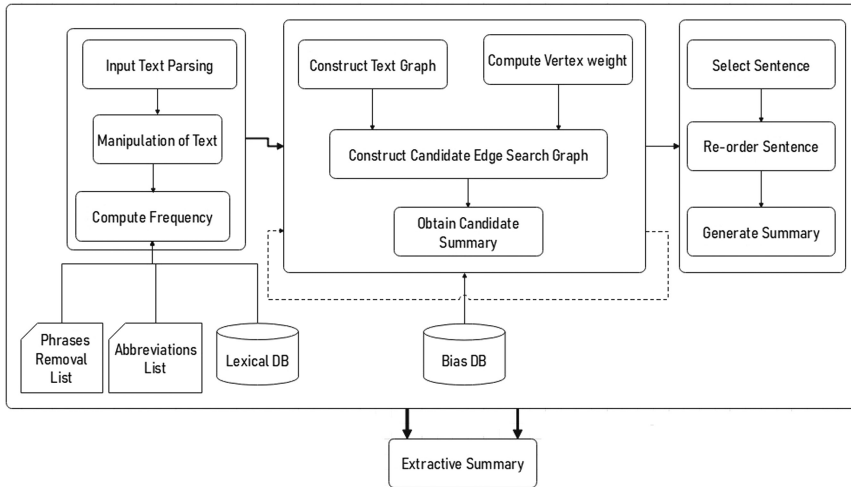 Input Text Parsing
Manipulation of Text
Compute Frequency
Construct Text Graph
Compute Vertex weight
Construct Candidate Edge Search Graph
Obtain Candidate
Summary
Select Sentence
Re-order Sentence
Generate Summary
Phrases
Removal
List
Abbreviations
List
Lexical DB
Bias DB
Extractive Summary